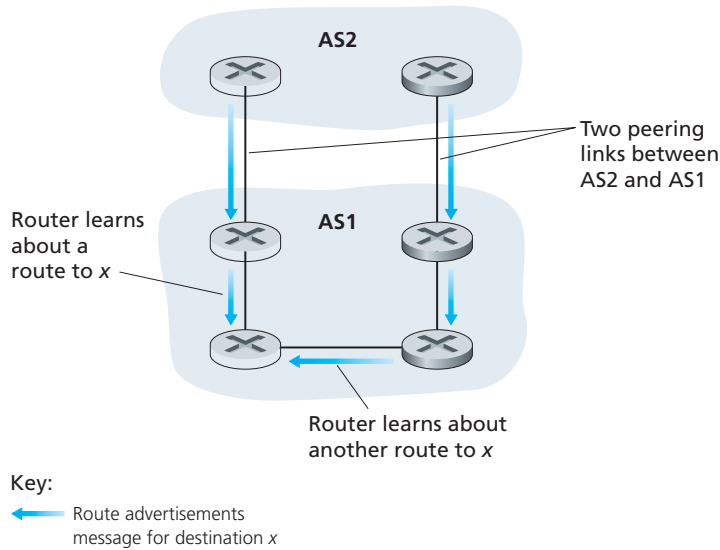 AS2
Two peering
links between
AS2 and AS1
AS1
Router learns
about a
route to x
Router learns about
another route to x
Key:
Route advertisements
message for destination x